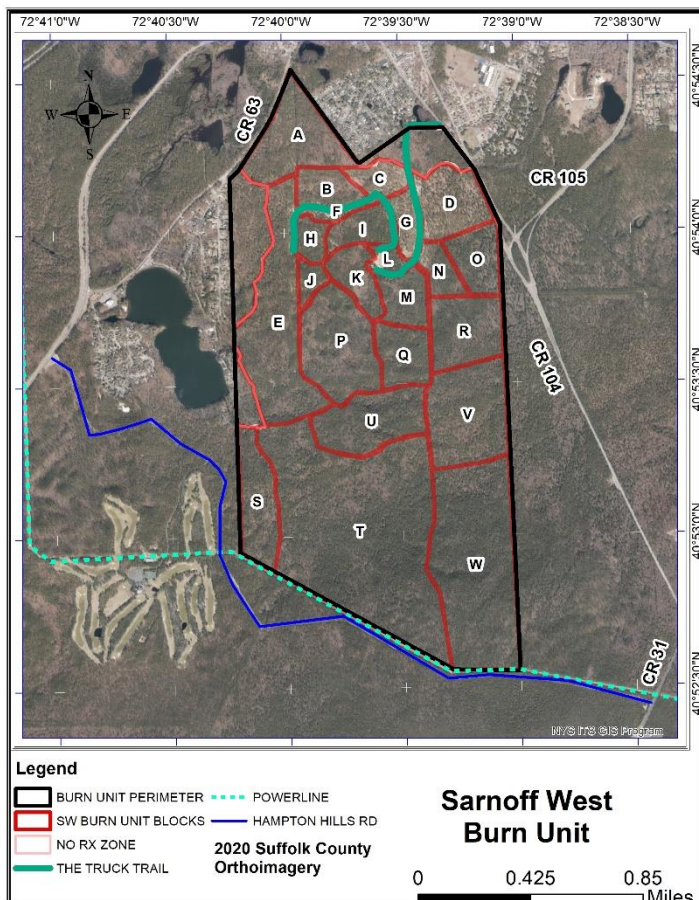 72°41'0"W 72°40'30"W 72°40'0"W 72°39'30"W 72°39'0"W 72°38'30"W
40°54'30"N
N
W E
S
CR 63
A
CR 105
B
C
D
F
G
40°54'0"N
H
I
L
N
O
J
K
M
E
P
R
Q
40°53'30"N
CR 104
U
V
S
T
40°53'0"N
W
CR 31
40°52'30"N
NYS ITS GIS Program
Legend
BURN UNIT PERIMETER
SW BURN UNIT BLOCKS
NO RX ZONE
THE TRUCK TRAIL
POWERLINE
HAMPTON HILLS RD
2020 Suffolk County
Orthoimagery
Sarnoff West
Burn Unit
0 0.425 0.85
Miles